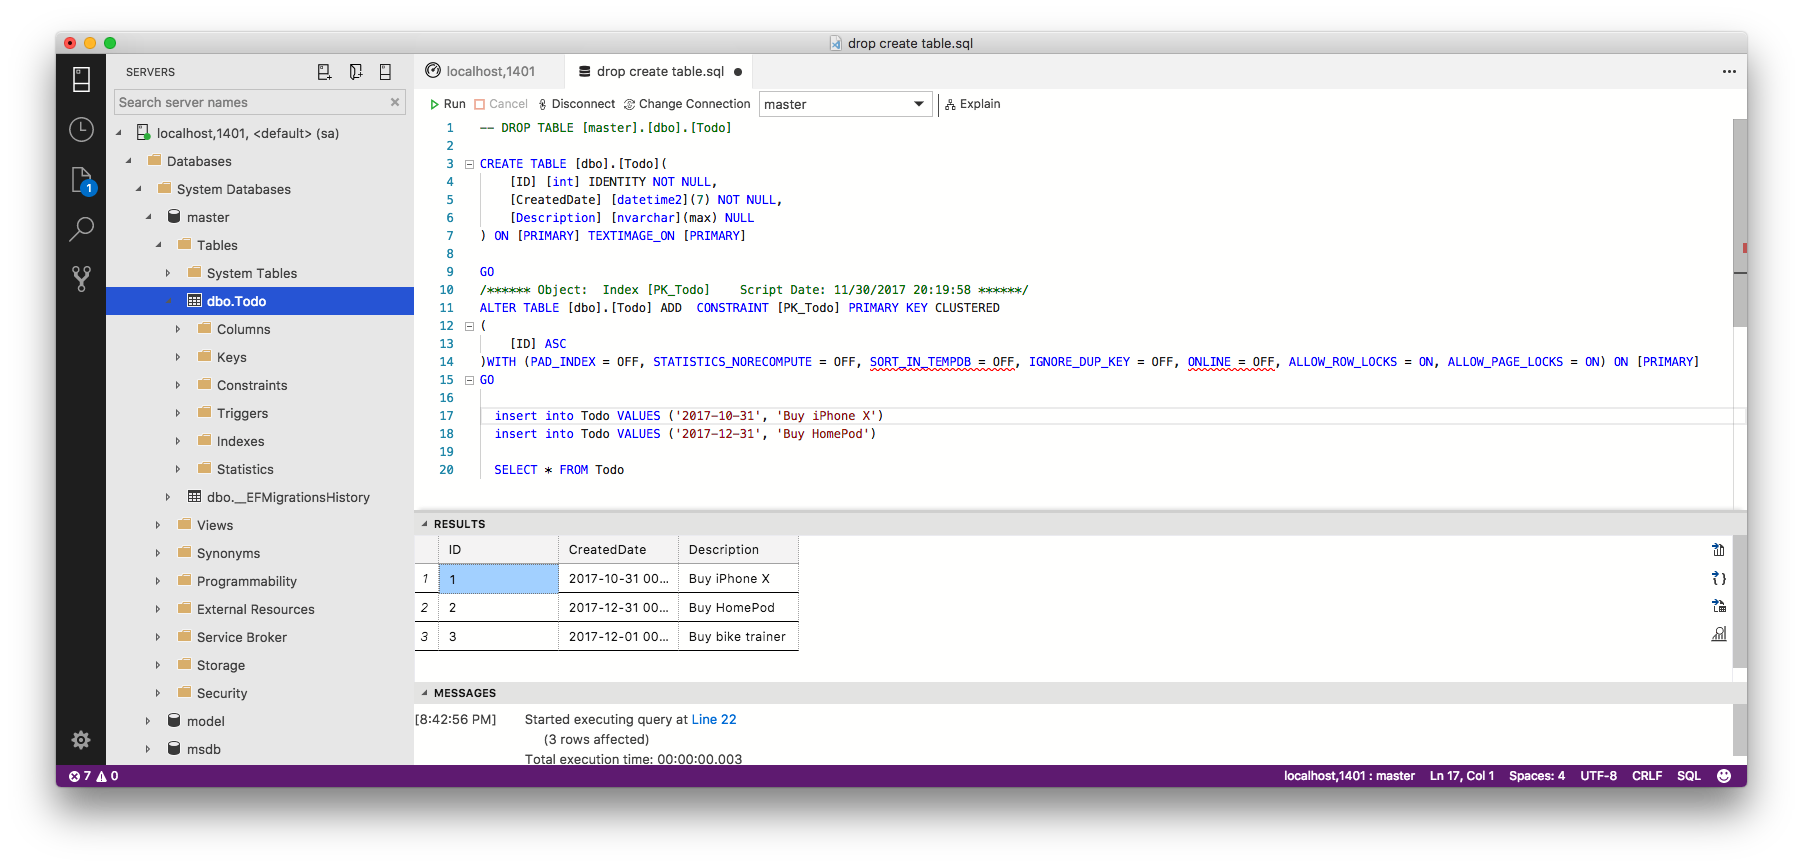 drop create table.sql
SERVERS
Search server names
localhost,1401, <default> (sa)
Databases
System Databases
master
Tables
System Tables
dbo.Todo
Columns
Keys
Constraints
Triggers
Indexes
Statistics
dbo.__EFMigrationsHistory
Views
Synonyms
Programmability
External Resources
Service Broker
Storage
Security
model
msdb
1
localhost,1401
drop create table.sql
Run Cancel Disconnect Change Connection master Explain
1 -- DROP TABLE [master].[dbo].[Todo]
2
3 CREATE TABLE [dbo].[Todo](
4 [ID] [int] IDENTITY NOT NULL,
5 [CreatedDate] [datetime2](7) NOT NULL,
6 [Description] [nvarchar](max) NULL
7 ) ON [PRIMARY] TEXTIMAGE_ON [PRIMARY]
8
9 GO
10 /****** Object:  Index [PK_Todo]    Script Date: 11/30/2017 20:19:58 ******/
11 ALTER TABLE [dbo].[Todo] ADD  CONSTRAINT [PK_Todo] PRIMARY KEY CLUSTERED
12 (
13 [ID] ASC
14 )WITH (PAD_INDEX = OFF, STATISTICS_NORECOMPUTE = OFF, SORT_IN_TEMPDB = OFF, IGNORE_DUP_KEY = OFF, ONLINE = OFF, ALLOW_ROW_LOCKS = ON, ALLOW_PAGE_LOCKS = ON) ON [PRIMARY]
15 GO
16
17 insert into Todo VALUES ('2017-10-31', 'Buy iPhone X')
18 insert into Todo VALUES ('2017-12-31', 'Buy HomePod')
19
20 SELECT * FROM Todo
RESULTS
ID CreatedDate Description
1 1 2017-10-31 00... Buy iPhone X
2 2 2017-12-31 00... Buy HomePod
3 3 2017-12-01 00... Buy bike trainer
MESSAGES
[8:42:56 PM] Started executing query at Line 22
(3 rows affected)
Total execution time: 00:00:00.003
7 0 localhost,1401 : master Ln 17, Col 1 Spaces: 4 UTF-8 CRLF SQL